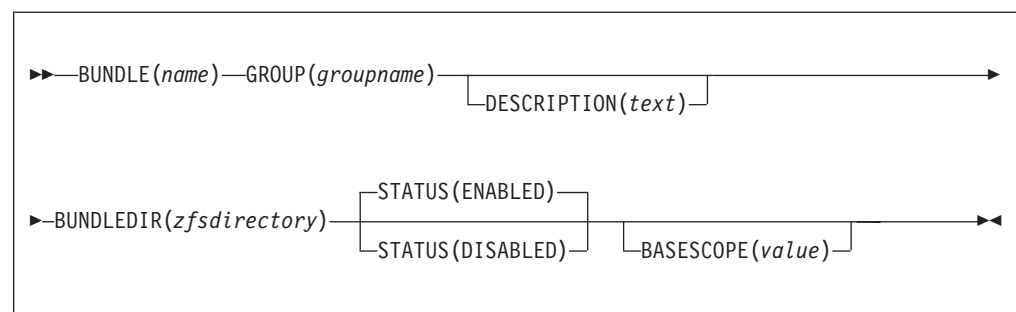 BUNDLE(name) GROUP(groupname)
DESCRIPTION(text)
STATUS(ENABLED)
BUNDLEDIR(zfsdirectory)
STATUS(DISABLED)
BASESCOPE(value)